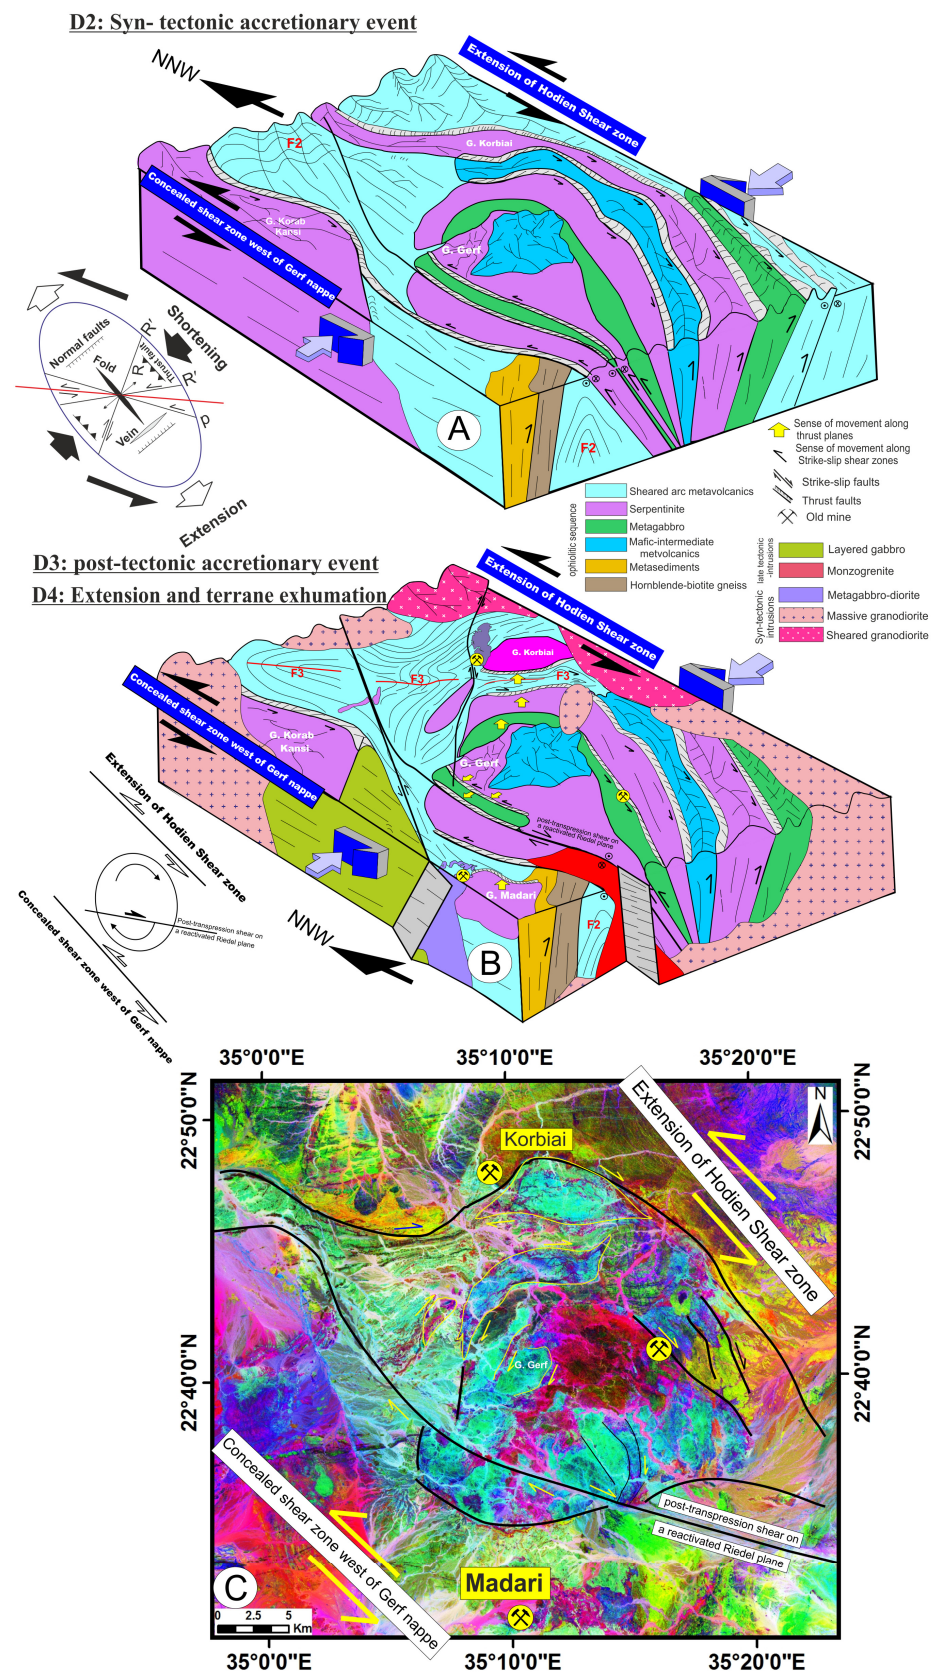 D2: Syn- tectonic accretionary event
NNW
Extension of Hodien Shear zone
F2
G. Korbiai
Concealed shear zone west of Gerf nappe
G. Korab
Kansi
G. Gerf
Shortening
Normal faults
Fold
R'
R
Thrust fault
R'
P
Vein
Extension
A
F2
Sense of movement along
thrust planes
Sense of movement along
Strike-slip shear zones
Strike-slip faults
Thrust faults
Old mine
ophiolitic sequence
Sheared arc metavolcanics
Serpentinite
Metagabbro
Mafic-intermediate
metvolcanics
Metasediments
Hornblende-biotite gneiss
late tectonic
-intrusions
Layered gabbro
Monzogrenite
Syn-tectonic
intrusions
Metagabbro-diorite
Massive granodiorite
Sheared granodiorite
D3: post-tectonic accretionary event
D4: Extension and terrane exhumation
Extension of Hodien Shear zone
G. Korbiai
F3
F3
F3
Concealed shear zone west of Gerf nappe
G. Korab
Kansi
G. Gerf
post-transpression shear on
a reactivated Riedel plane
G. Madari
F2
B
NNW
Extension of Hodien Shear zone
Post-transpression shear on
a reactivated Riedel plane
Concealed shear zone west of Gerf nappe
35°0'0"E
35°10'0"E
35°20'0"E
22°50'0"N
22°50'0"N
N
Korbiai
Extension of Hodien Shear zone
22°40'0"N
22°40'0"N
G. Gerf
Concealed shear zone west of Gerf nappe
post-transpression shear on
a reactivated Riedel plane
Madari
C
0 2.5 5
Km
35°0'0"E
35°10'0"E
35°20'0"E